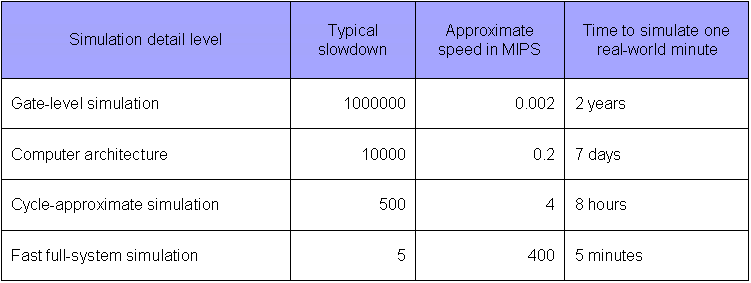 Simulation detail level
Typical
slowdown
Approximate
speed in MIPS
Time to simulate one
real-world minute
Gate-level simulation 1000000 0.002 2 years
Computer architecture 10000 0.2 7 days
Cycle-approximate simulation 500 4 8 hours
Fast full-system simulation 5 400 5 minutes